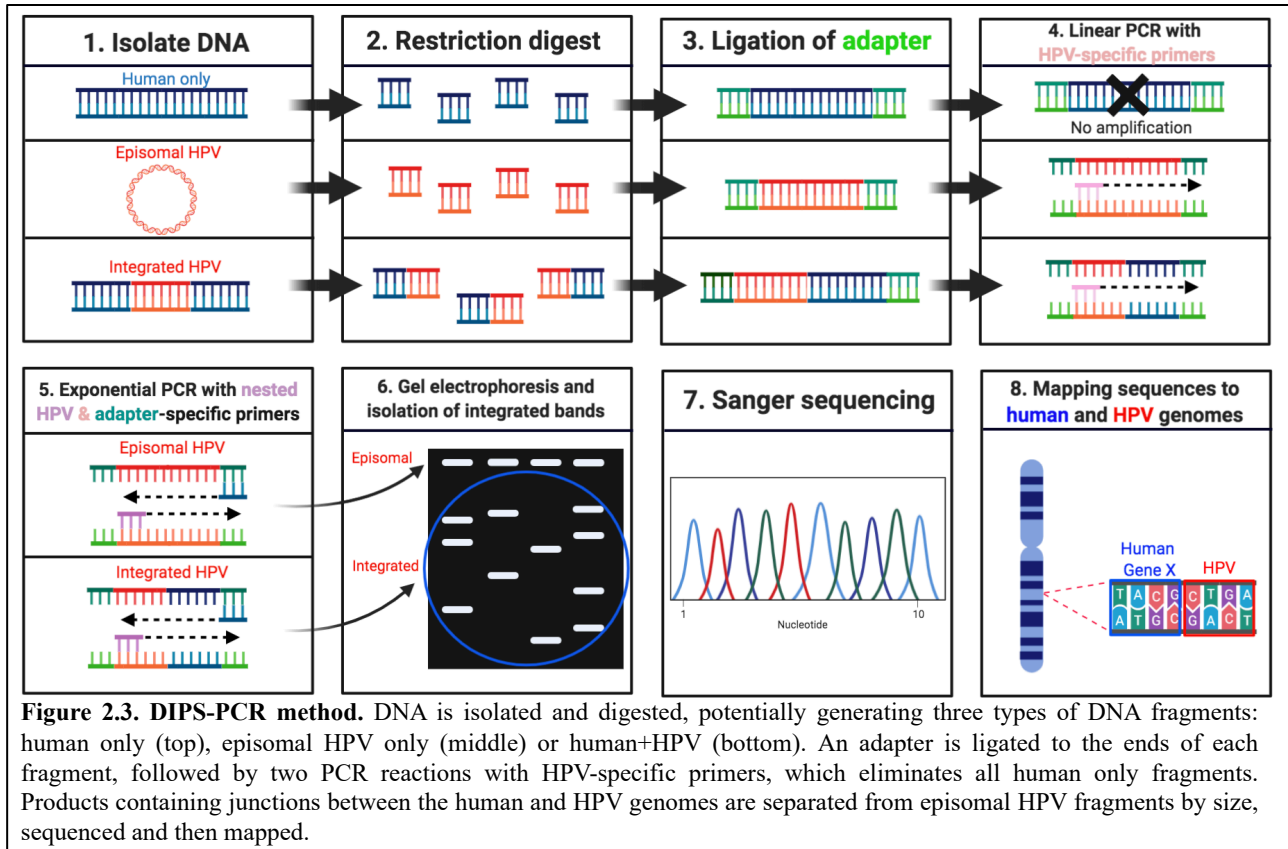 1. Isolate DNA
Human only
Episomal HPV
Integrated HPV
2. Restriction digest
3. Ligation of adapter
4. Linear PCR with
HPV-specific primers
No amplification
5. Exponential PCR with nested
HPV & adapter-specific primers
Episomal HPV
Integrated HPV
6. Gel electrophoresis and
isolation of integrated bands
Episomal
Integrated
7. Sanger sequencing
1
Nucleotide
10
8. Mapping sequences to
human and HPV genomes
Human
Gene X
HPV
T A C G C T G A
A T G C G A C T
Figure 2.3. DIPS-PCR method. DNA is isolated and digested, potentially generating three types of DNA fragments:
human only (top), episomal HPV only (middle) or human+HPV (bottom). An adapter is ligated to the ends of each
fragment, followed by two PCR reactions with HPV-specific primers, which eliminates all human only fragments.
Products containing junctions between the human and HPV genomes are separated from episomal HPV fragments by size,
sequenced and then mapped.